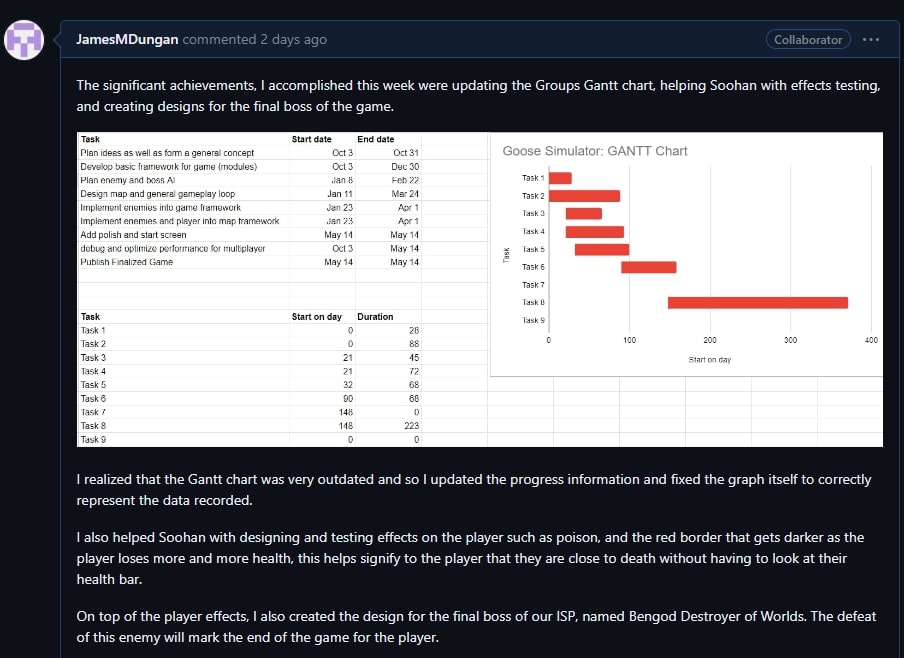 JamesMDungan commented 2 days ago
Collaborator
The significant achievements, I accomplished this week were updating the Groups Gantt chart, helping Soohan with effects testing,
and creating designs for the final boss of the game.
Task Start date End date
Plan ideas as well as form a general concept Oct 3 Oct 31
Develop basic framework for game (modules) Oct 3 Dec 30
Plan enemy and boss AI Jan 8 Feb 22
Design map and general gameplay loop Jan 11 Mar 24
Implement enemies into game framework Jan 23 Apr 1
Implement enemies and player into map framework Jan 23 Apr 1
Add polish and start screen May 14 May 14
debug and optimize performance for multiplayer Oct 3 May 14
Publish Finalized Game May 14 May 14
Task Start on day Duration
Task 1 0 28
Task 2 0 88
Task 3 21 45
Task 4 21 72
Task 5 32 68
Task 6 90 68
Task 7 148 0
Task 8 148 223
Task 9 0 0
Goose Simulator: GANTT Chart
Task
Task 1
Task 2
Task 3
Task 4
Task 5
Task 6
Task 7
Task 8
Task 9
0 100 200 300 400
Start on day
I realized that the Gantt chart was very outdated and so I updated the progress information and fixed the graph itself to correctly
represent the data recorded.
I also helped Soohan with designing and testing effects on the player such as poison, and the red border that gets darker as the
player loses more and more health, this helps signify to the player that they are close to death without having to look at their
health bar.
On top of the player effects, I also created the design for the final boss of our ISP, named Bengod Destroyer of Worlds. The defeat
of this enemy will mark the end of the game for the player.